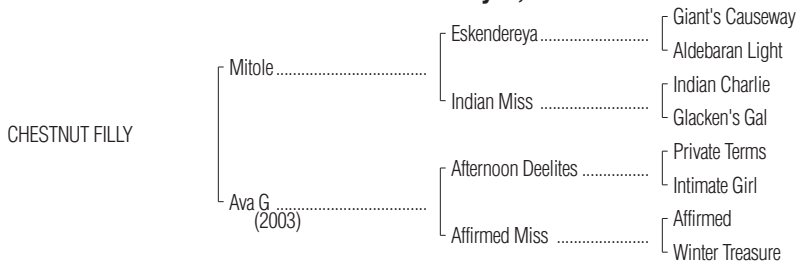 Giant's Causeway
Eskendereya
Aldebaran Light
Mitole
Indian Charlie
Indian Miss
Glacken's Gal
CHESTNUT FILLY
Private Terms
Afternoon Deelites
Intimate Girl
Ava G
(2003)
Affirmed
Affirmed Miss
Winter Treasure